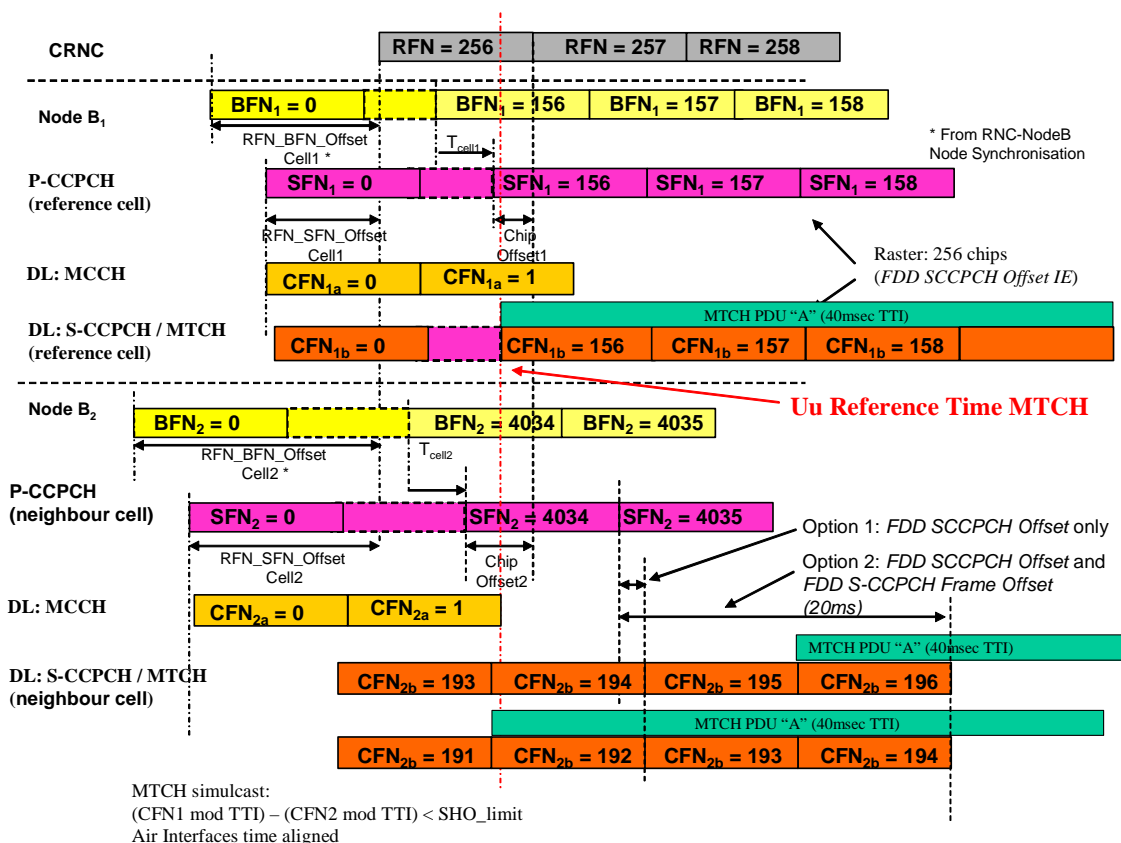 CRNC
RFN = 256
RFN = 257
RFN = 258
Node B1
BFN1 = 0
BFN1 = 156
BFN1 = 157
BFN1 = 158
RFN_BFN_Offset
Cell1 *
Tcell1
* From RNC-NodeB
Node Synchronisation
P-CCPCH
(reference cell)
SFN1 = 0
SFN1 = 156
SFN1 = 157
SFN1 = 158
RFN_SFN_Offset
Cell1
Chip
Offset1
Raster: 256 chips
(FDD SCCPCH Offset IE)
DL: MCCH
CFN1a = 0
CFN1a = 1
MTCH PDU “A” (40msec TTI)
DL: S-CCPCH / MTCH
(reference cell)
CFN1b = 0
CFN1b = 156
CFN1b = 157
CFN1b = 158
Uu Reference Time MTCH
Node B2
BFN2 = 0
BFN2 = 4034
BFN2 = 4035
RFN_BFN_Offset
Cell2 *
Tcell2
P-CCPCH
(neighbour cell)
SFN2 = 0
SFN2 = 4034
SFN2 = 4035
RFN_SFN_Offset
Cell2
Chip
Offset2
Option 1: FDD SCCPCH Offset only
Option 2: FDD SCCPCH Offset and
FDD S-CCPCH Frame Offset
(20ms)
DL: MCCH
CFN2a = 0
CFN2a = 1
MTCH PDU “A” (40msec TTI)
DL: S-CCPCH / MTCH
(neighbour cell)
CFN2b = 193
CFN2b = 194
CFN2b = 195
CFN2b = 196
MTCH PDU “A” (40msec TTI)
CFN2b = 191
CFN2b = 192
CFN2b = 193
CFN2b = 194
MTCH simulcast:
(CFN1 mod TTI) – (CFN2 mod TTI) < SHO_limit
Air Interfaces time aligned